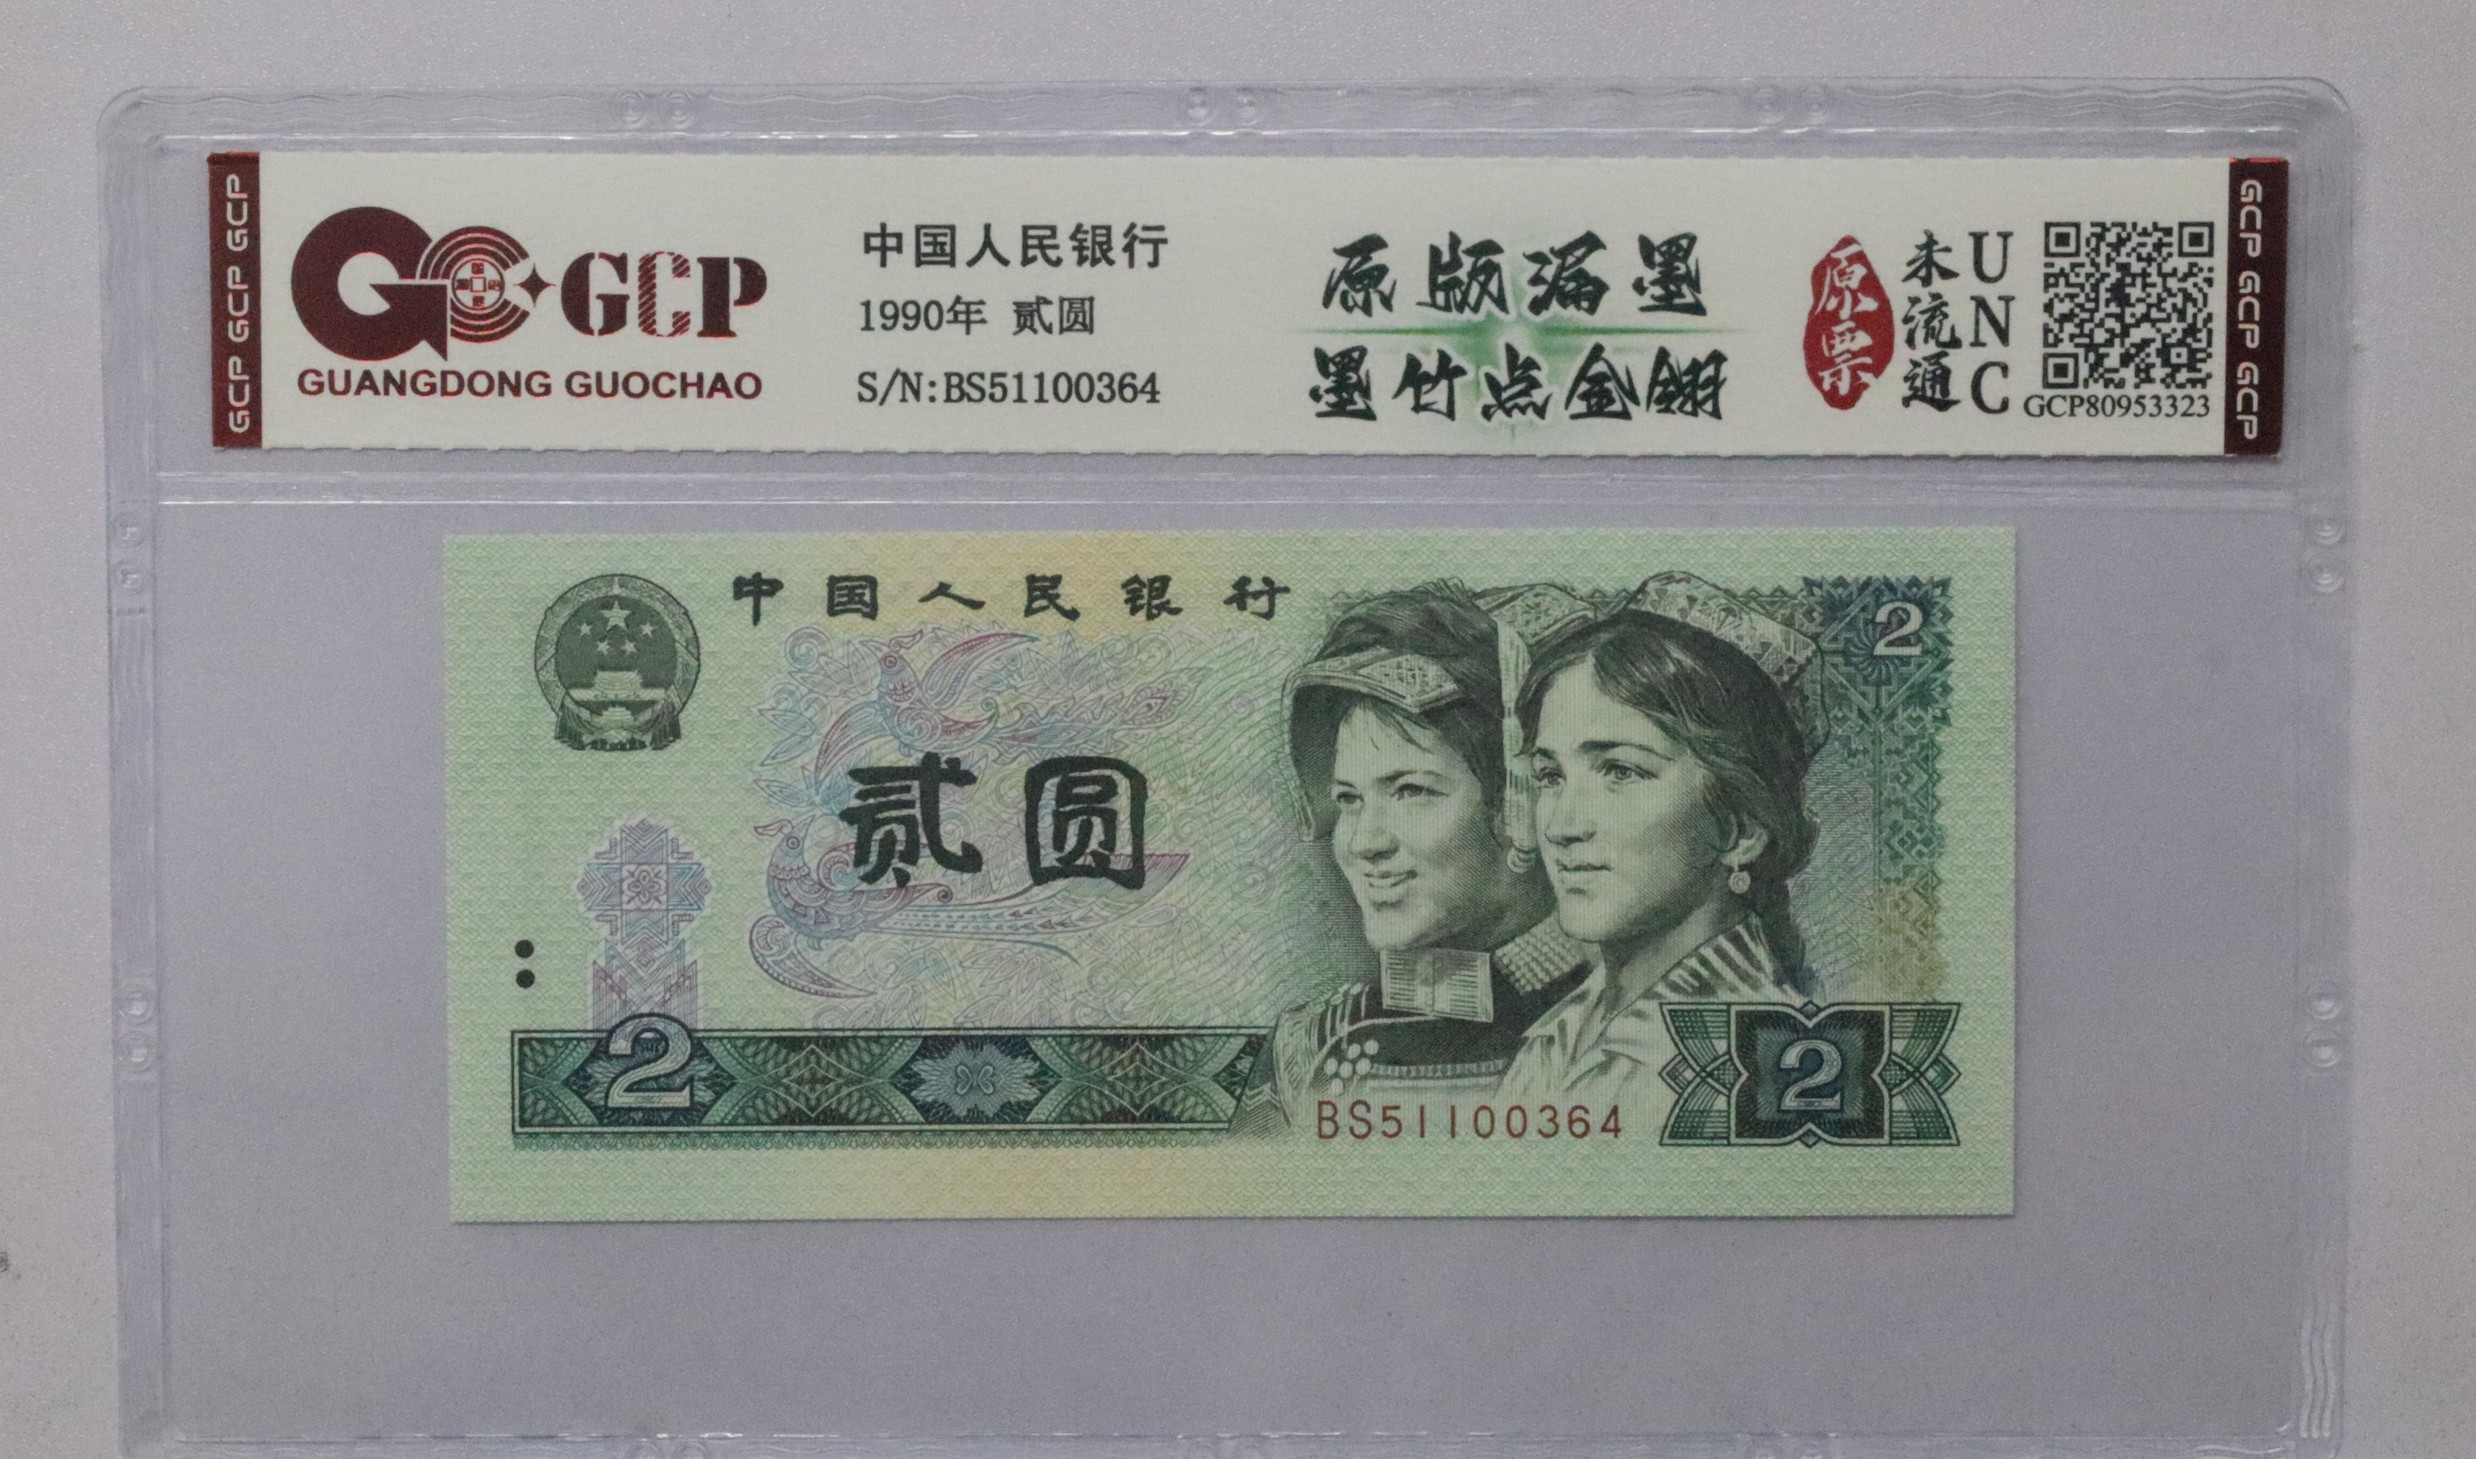 GCP GCP GCP
GCP
GUANGDONG GUOCHAO
中国人民银行
1990年 贰圆
S/N:BS51100364
原版漏墨
墨竹点金翎
原票
未流通
UNC
GCP80953323
GCP GCP GCP
中国人民银行
2
贰圆
2
BS51100364
2